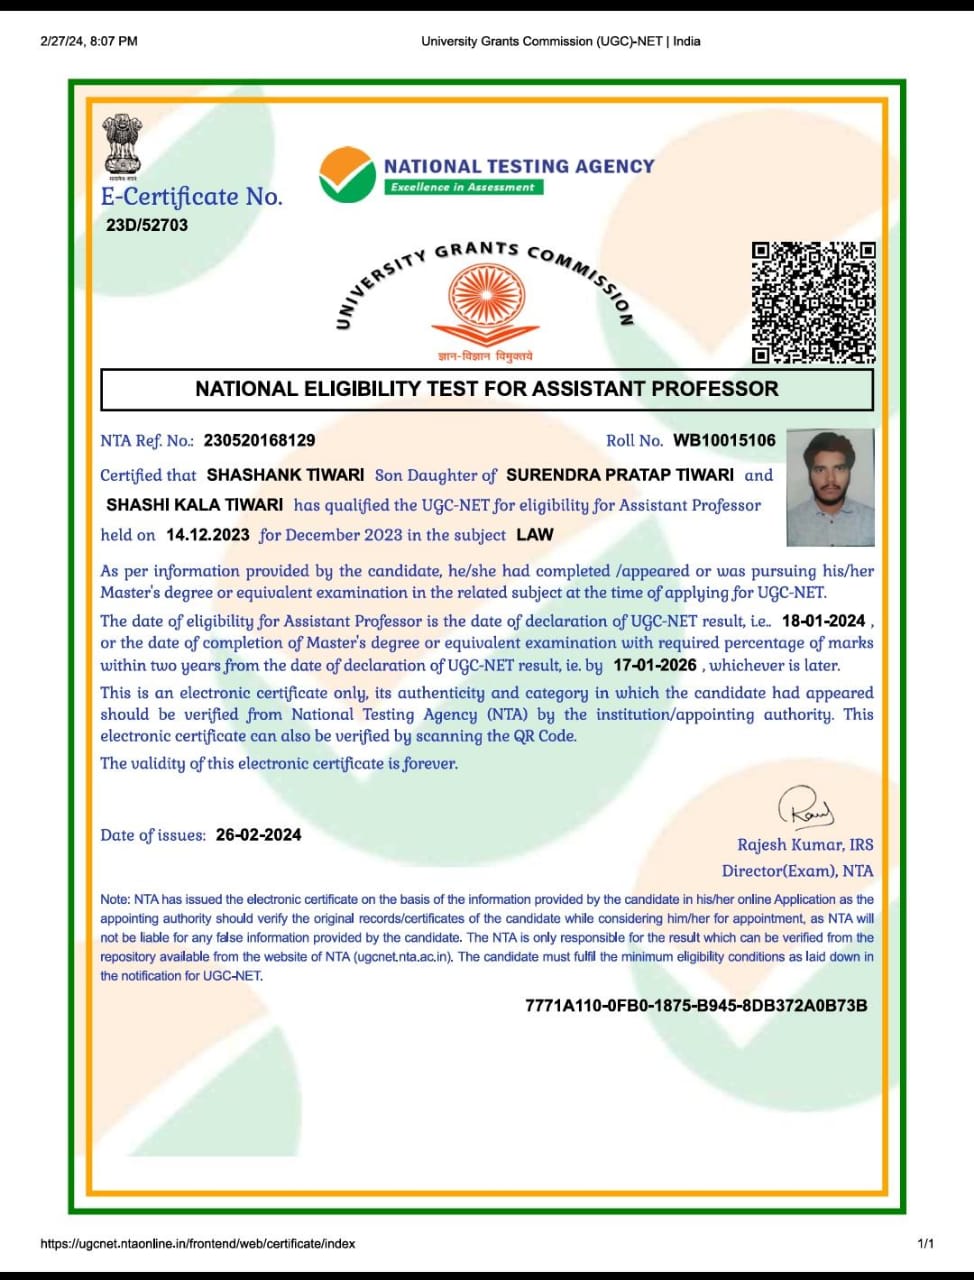 2/27/24, 8:07 PM
University Grants Commission (UGC)-NET | India
E-Certificate No.
23D/52703
NATIONAL TESTING AGENCY
Excellence in Assessment
UNIVERSITY GRANTS COMMISSION
ज्ञान-विज्ञान विमुक्तये
NATIONAL ELIGIBILITY TEST FOR ASSISTANT PROFESSOR
NTA Ref. No.: 230520168129
Roll No. WB10015106
Certified that SHASHANK TIWARI Son Daughter of SURENDRA PRATAP TIWARI and
SHASHI KALA TIWARI has qualified the UGC-NET for eligibility for Assistant Professor
held on 14.12.2023 for December 2023 in the subject LAW
As per information provided by the candidate, he/she had completed /appeared or was pursuing his/her
Master's degree or equivalent examination in the related subject at the time of applying for UGC-NET.
The date of eligibility for Assistant Professor is the date of declaration of UGC-NET result, i.e.. 18-01-2024 ,
or the date of completion of Master's degree or equivalent examination with required percentage of marks
within two years from the date of declaration of UGC-NET result, ie. by 17-01-2026 , whichever is later.
This is an electronic certificate only, its authenticity and category in which the candidate had appeared
should be verified from National Testing Agency (NTA) by the institution/appointing authority. This
electronic certificate can also be verified by scanning the QR Code.
The validity of this electronic certificate is forever.
Date of issues: 26-02-2024
Rajesh Kumar, IRS
Director(Exam), NTA
Note: NTA has issued the electronic certificate on the basis of the information provided by the candidate in his/her online Application as the
appointing authority should verify the original records/certificates of the candidate while considering him/her for appointment, as NTA will
not be liable for any false information provided by the candidate. The NTA is only responsible for the result which can be verified from the
repository available from the website of NTA (ugcnet.nta.ac.in). The candidate must fulfil the minimum eligibility conditions as laid down in
the notification for UGC-NET.
7771A110-0FB0-1875-B945-8DB372A0B73B
https://ugcnet.ntaonline.in/frontend/web/certificate/index
1/1